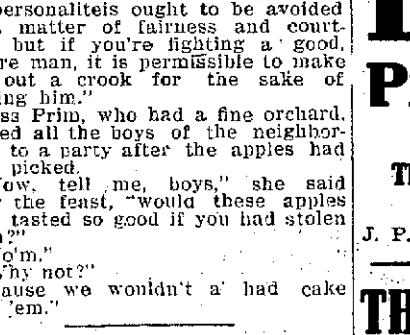 personaliteis ought to be avoided
matter of fairness and court-
but if you're fighting a good,
re man, it is permissible to make
out a crook for the sake of
ing him."
ss Prim, who had a fine orchard,
ed all the boys of the neighbor-
to a party after the apples had
picked.
ow, tell me, boys," she said
the feast, "would these apples
tasted so good if you had stolen
?"
o'm."
hy not?"
ause we wouldn't a' had cake
'em."
P
T
J. P.
TH